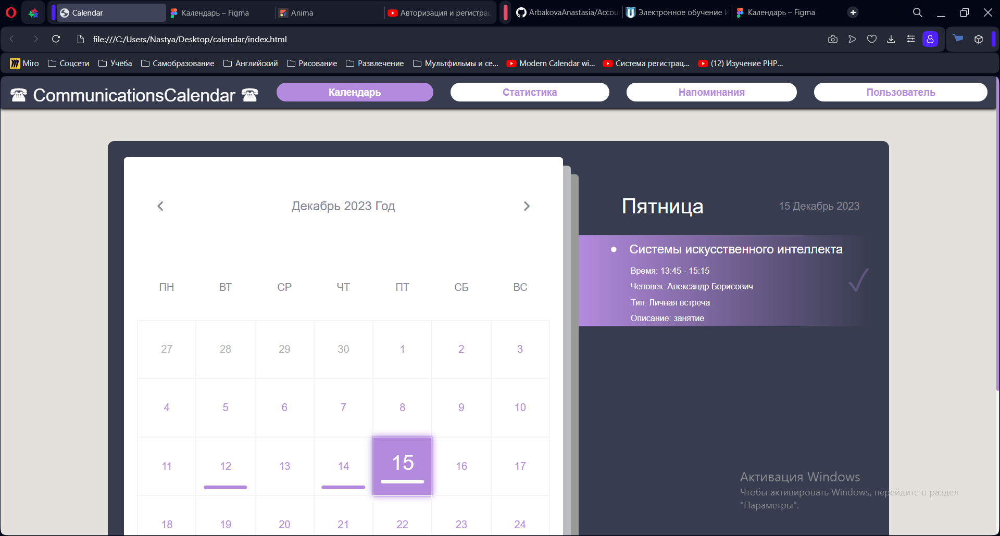 Calendar
Календарь – Figma
Anima
Авторизация и регистрац
ArbakovaAnastasia/Accou
Электронное обучение И
Календарь – Figma
file:///C:/Users/Nastya/Desktop/calendar/index.html
Miro
Соцсети
Учёба
Самобразование
Английский
Рисование
Развлечение
Мультфильмы и се...
Modern Calendar wi...
Система регистрац...
(12) Изучение PHP...
☎ CommunicationsCalendar ☎
Календарь
Статистика
Напоминания
Пользователь
Декабрь 2023 Год
ПН ВТ СР ЧТ ПТ СБ ВС
27 28 29 30 1 2 3
4 5 6 7 8 9 10
11 12 13 14 15 16 17
18 19 20 21 22 23 24
Пятница
15 Декабрь 2023
Системы искусственного интеллекта
Время: 13:45 - 15:15
Человек: Александр Борисович
Тип: Личная встреча
Описание: занятие
Активация Windows
Чтобы активировать Windows, перейдите в раздел
"Параметры".